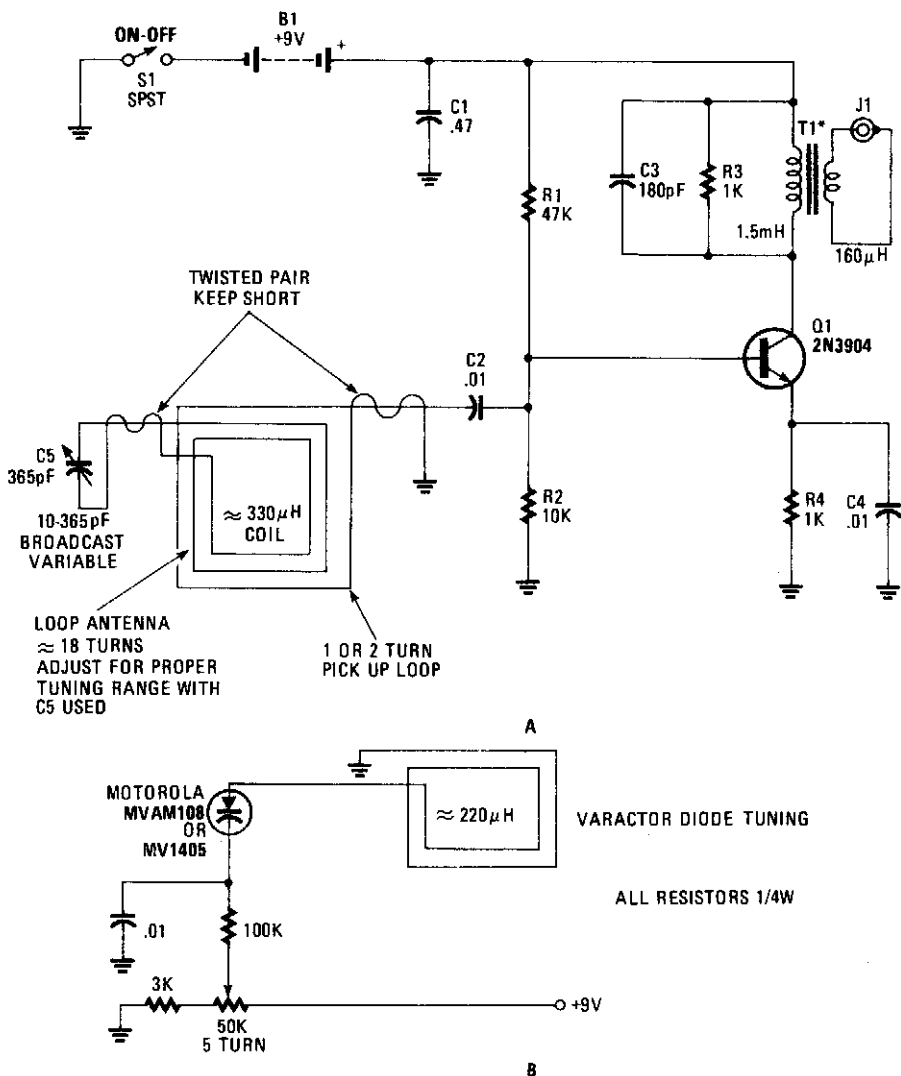 B1
+9V
+
ON-OFF
S1
SPST
C1
.47
R1
47K
C3
180pF
R3
1K
T1*
J1
1.5mH
160µH
TWISTED PAIR
KEEP SHORT
Q1
2N3904
C2
.01
C5
365pF
10-365pF
BROADCAST
VARIABLE
≈ 330µH
COIL
R2
10K
R4
1K
C4
.01
LOOP ANTENNA
≈ 18 TURNS
ADJUST FOR PROPER
TUNING RANGE WITH
C5 USED
1 OR 2 TURN
PICK UP LOOP
A
MOTOROLA
MVAM108
OR
MV1405
≈ 220µH
VARACTOR DIODE TUNING
ALL RESISTORS 1/4W
.01
100K
3K
50K
5 TURN
+9V
B